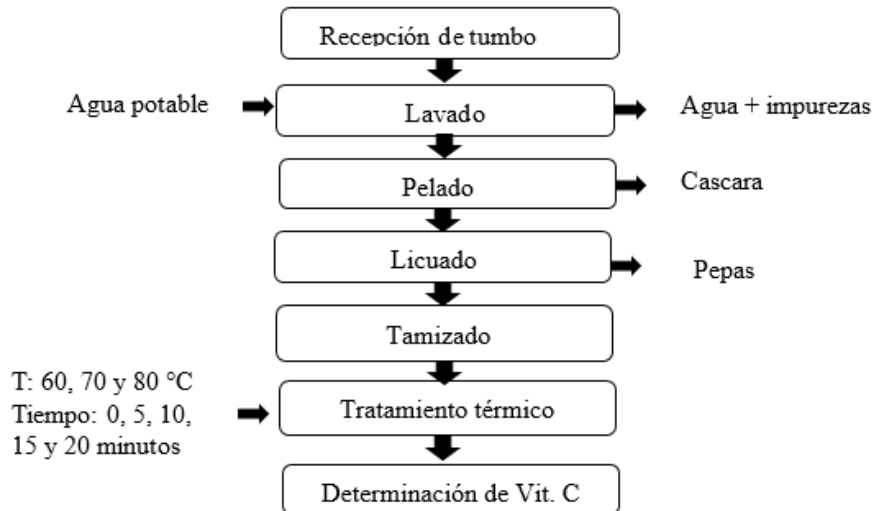 Recepción de tumbo
Agua potable
Lavado
Agua + impurezas
Pelado
Cascara
Licuado
Pepas
Tamizado
T: 60, 70 y 80 °C
Tiempo: 0, 5, 10,
15 y 20 minutos
Tratamiento térmico
Determinación de Vit. C